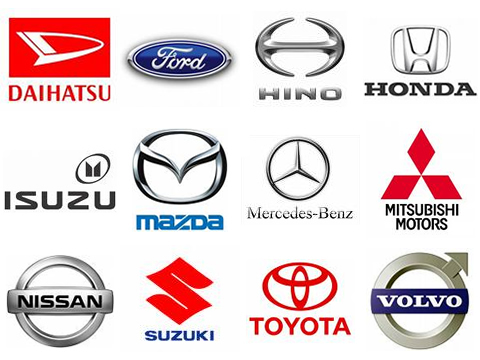 DAIHATSU
Ford
HINO
HONDA
ISUZU
mazda
Mercedes-Benz
MITSUBISHI
MOTORS
NISSAN
SUZUKI
TOYOTA
VOLVO